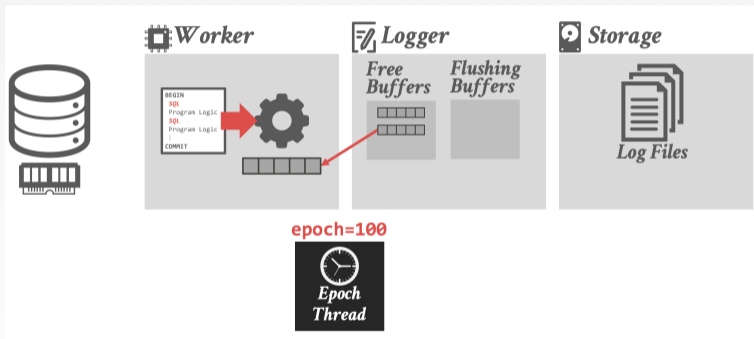 Worker
Logger
Storage
BEGIN
SQL
Program Logic
SQL
Program Logic
⋮
COMMIT
Free
Buffers
Flushing
Buffers
Log Files
epoch=100
Epoch
Thread